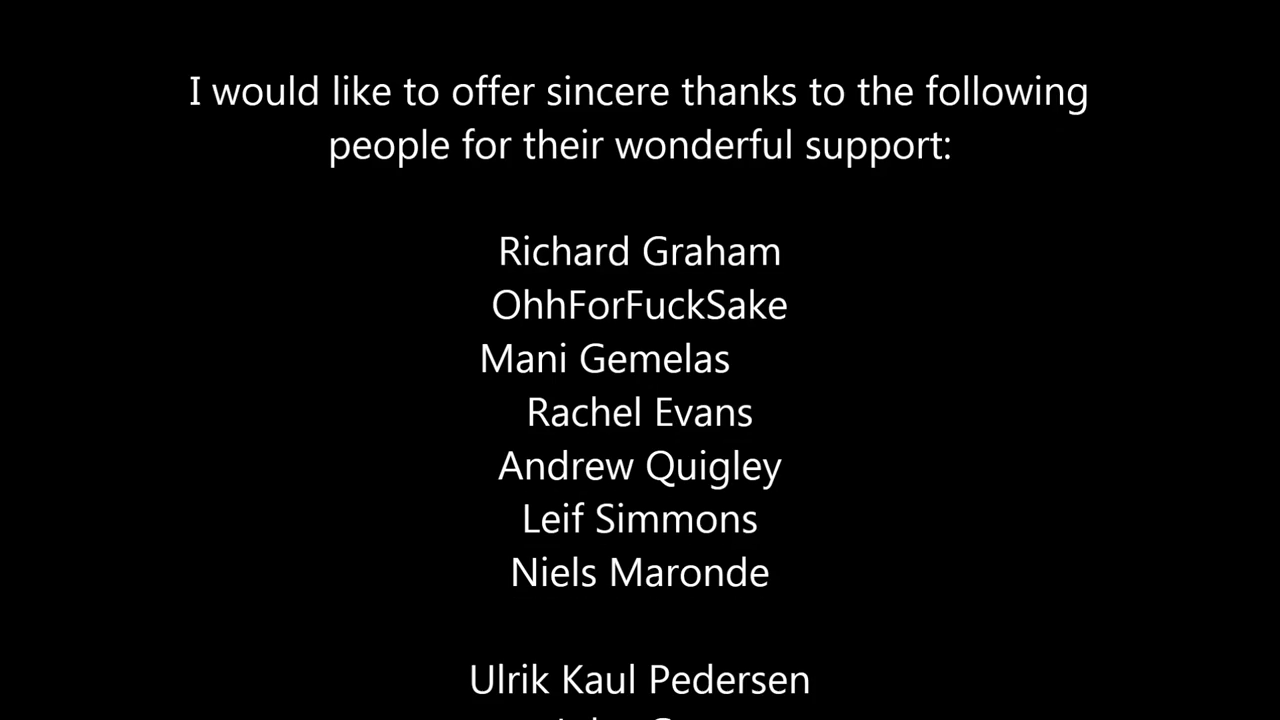 I would like to offer sincere thanks to the following
people for their wonderful support:
Richard Graham
OhhForFuckSake
Mani Gemelas
Rachel Evans
Andrew Quigley
Leif Simmons
Niels Maronde
Ulrik Kaul Pedersen